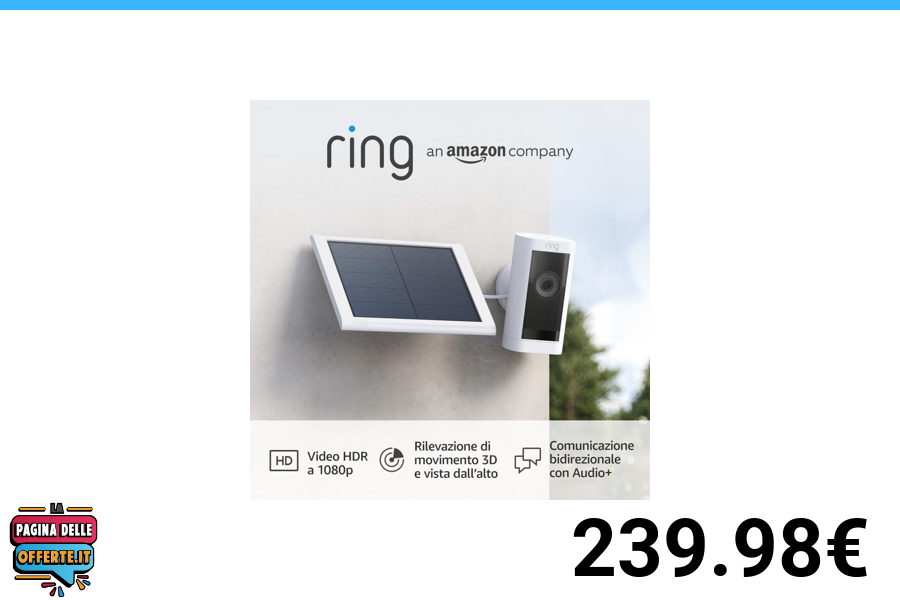 ring an amazon company
ring
HD
Video HDR
a 1080p
Rilevazione di
movimento 3D
e vista dall'alto
Comunicazione
bidirezionale
con Audio+
LA
PAGINA DELLE
OFFERTE.IT
239.98€